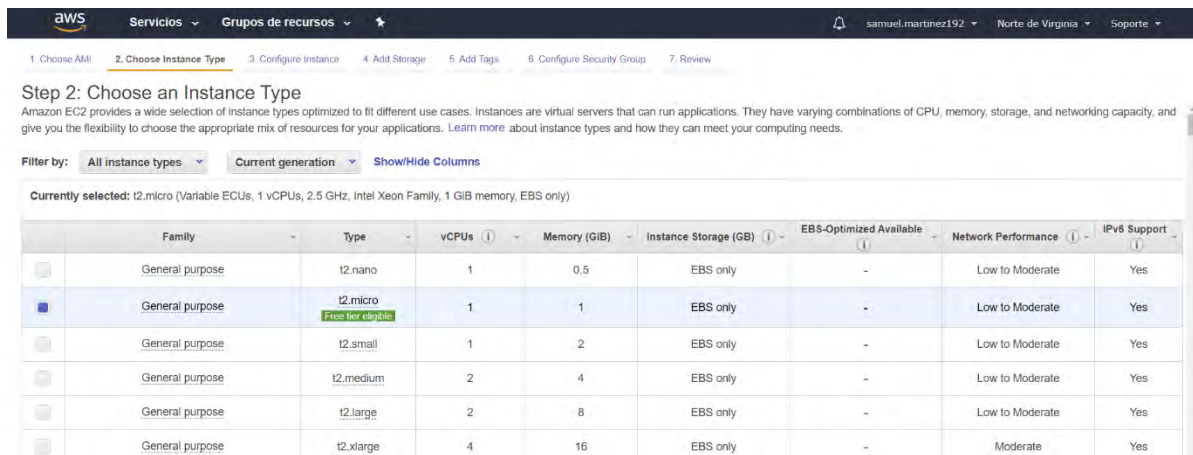 aws Servicios Grupos de recursos samuel.martinez192 Norte de Virginia Soporte
1. Choose AMI 2. Choose Instance Type 3. Configure Instance 4. Add Storage 5. Add Tags 6. Configure Security Group 7. Review
Step 2: Choose an Instance Type
Amazon EC2 provides a wide selection of instance types optimized to fit different use cases. Instances are virtual servers that can run applications. They have varying combinations of CPU, memory, storage, and networking capacity, and
give you the flexibility to choose the appropriate mix of resources for your applications. Learn more about instance types and how they can meet your computing needs.
Filter by: All instance types Current generation Show/Hide Columns
Currently selected: t2.micro (Variable ECUs, 1 vCPUs, 2.5 GHz, Intel Xeon Family, 1 GiB memory, EBS only)
Family Type vCPUs Memory (GiB) Instance Storage (GB) EBS-Optimized Available Network Performance IPv6 Support
General purpose t2.nano 1 0.5 EBS only - Low to Moderate Yes
General purpose t2.micro 1 1 EBS only - Low to Moderate Yes
Free tier eligible
General purpose t2.small 1 2 EBS only - Low to Moderate Yes
General purpose t2.medium 2 4 EBS only - Low to Moderate Yes
General purpose t2.large 2 8 EBS only - Low to Moderate Yes
General purpose t2.xlarge 4 16 EBS only - Moderate Yes